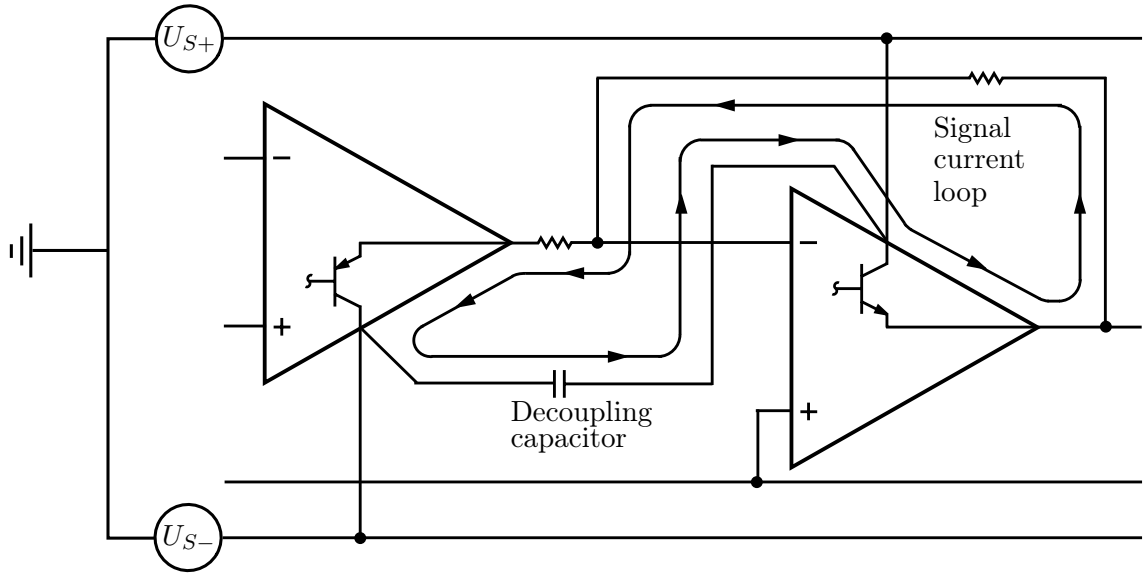 U_{S+}
Signal
current
loop
−
−
+
+
Decoupling
capacitor
U_{S−}